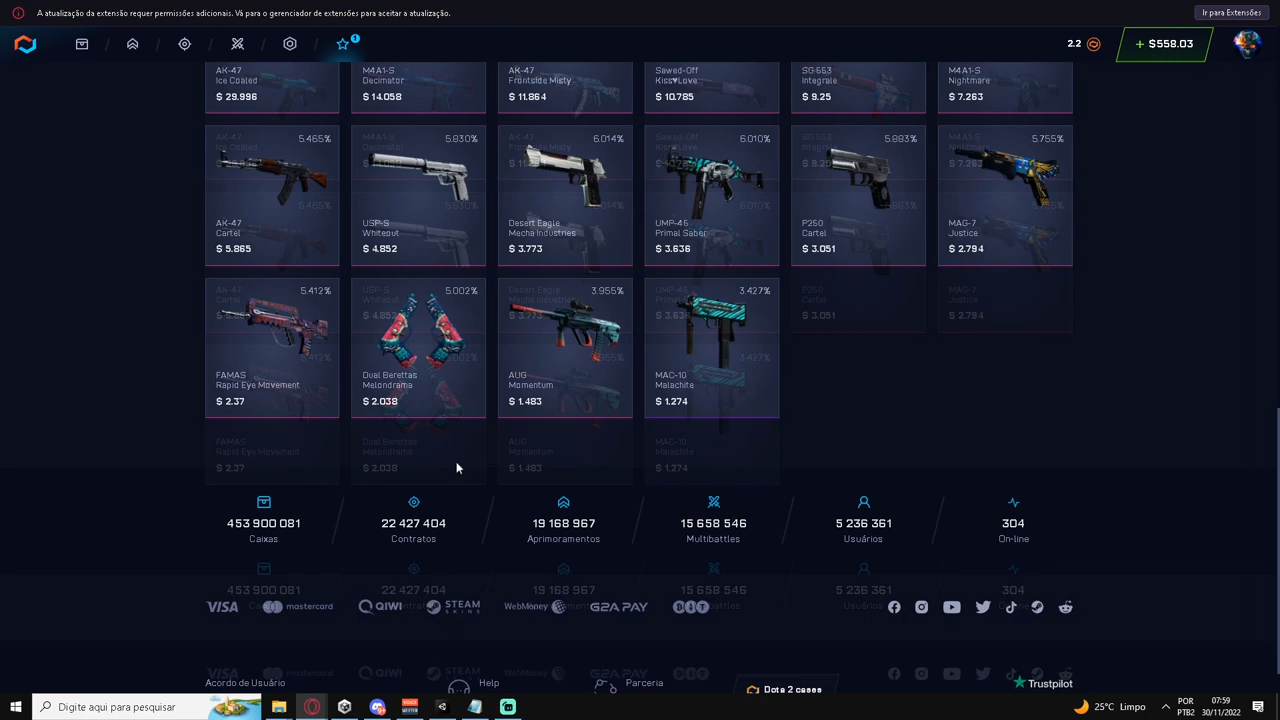 A atualização da extensão requer permissões adicionais. Vá para o gerenciador de extensões para aceitar a atualização.
Ir para Extensões
1
2.2
+ $558.03
AK-47
Ice Coaled
$ 29.996
M4A1-S
Decimator
$ 14.058
AK-47
Frontside Misty
$ 11.864
Sawed-Off
Kiss♥Love
$ 10.785
SG 553
Integrale
$ 9.25
M4A1-S
Nightmare
$ 7.263
5.465%
AK-47
Cartel
$ 5.865
5.830%
USP-S
Whiteout
$ 4.852
6.014%
Desert Eagle
Mecha Industries
$ 3.773
6.010%
UMP-45
Primal Saber
$ 3.636
5.883%
P250
Cartel
$ 3.051
5.755%
MAG-7
Justice
$ 2.794
5.412%
FAMAS
Rapid Eye Movement
$ 2.37
5.002%
Dual Berettas
Melondrama
$ 2.038
3.955%
AUG
Momentum
$ 1.483
3.427%
MAC-10
Malachite
$ 1.274
453 900 081
Caixas
22 427 404
Contratos
19 168 967
Aprimoramentos
15 658 546
Multibattles
5 236 361
Usuários
304
On-line
VISA
mastercard
QIWI
STEAM
SKINS
WebMoney
G2A PAY
Acordo de Usuário
Help
Parceria
Dota 2 cases
Trustpilot
Digite aqui para pesquisar
25°C Limpo
POR
PTB2
07:59
30/11/2022